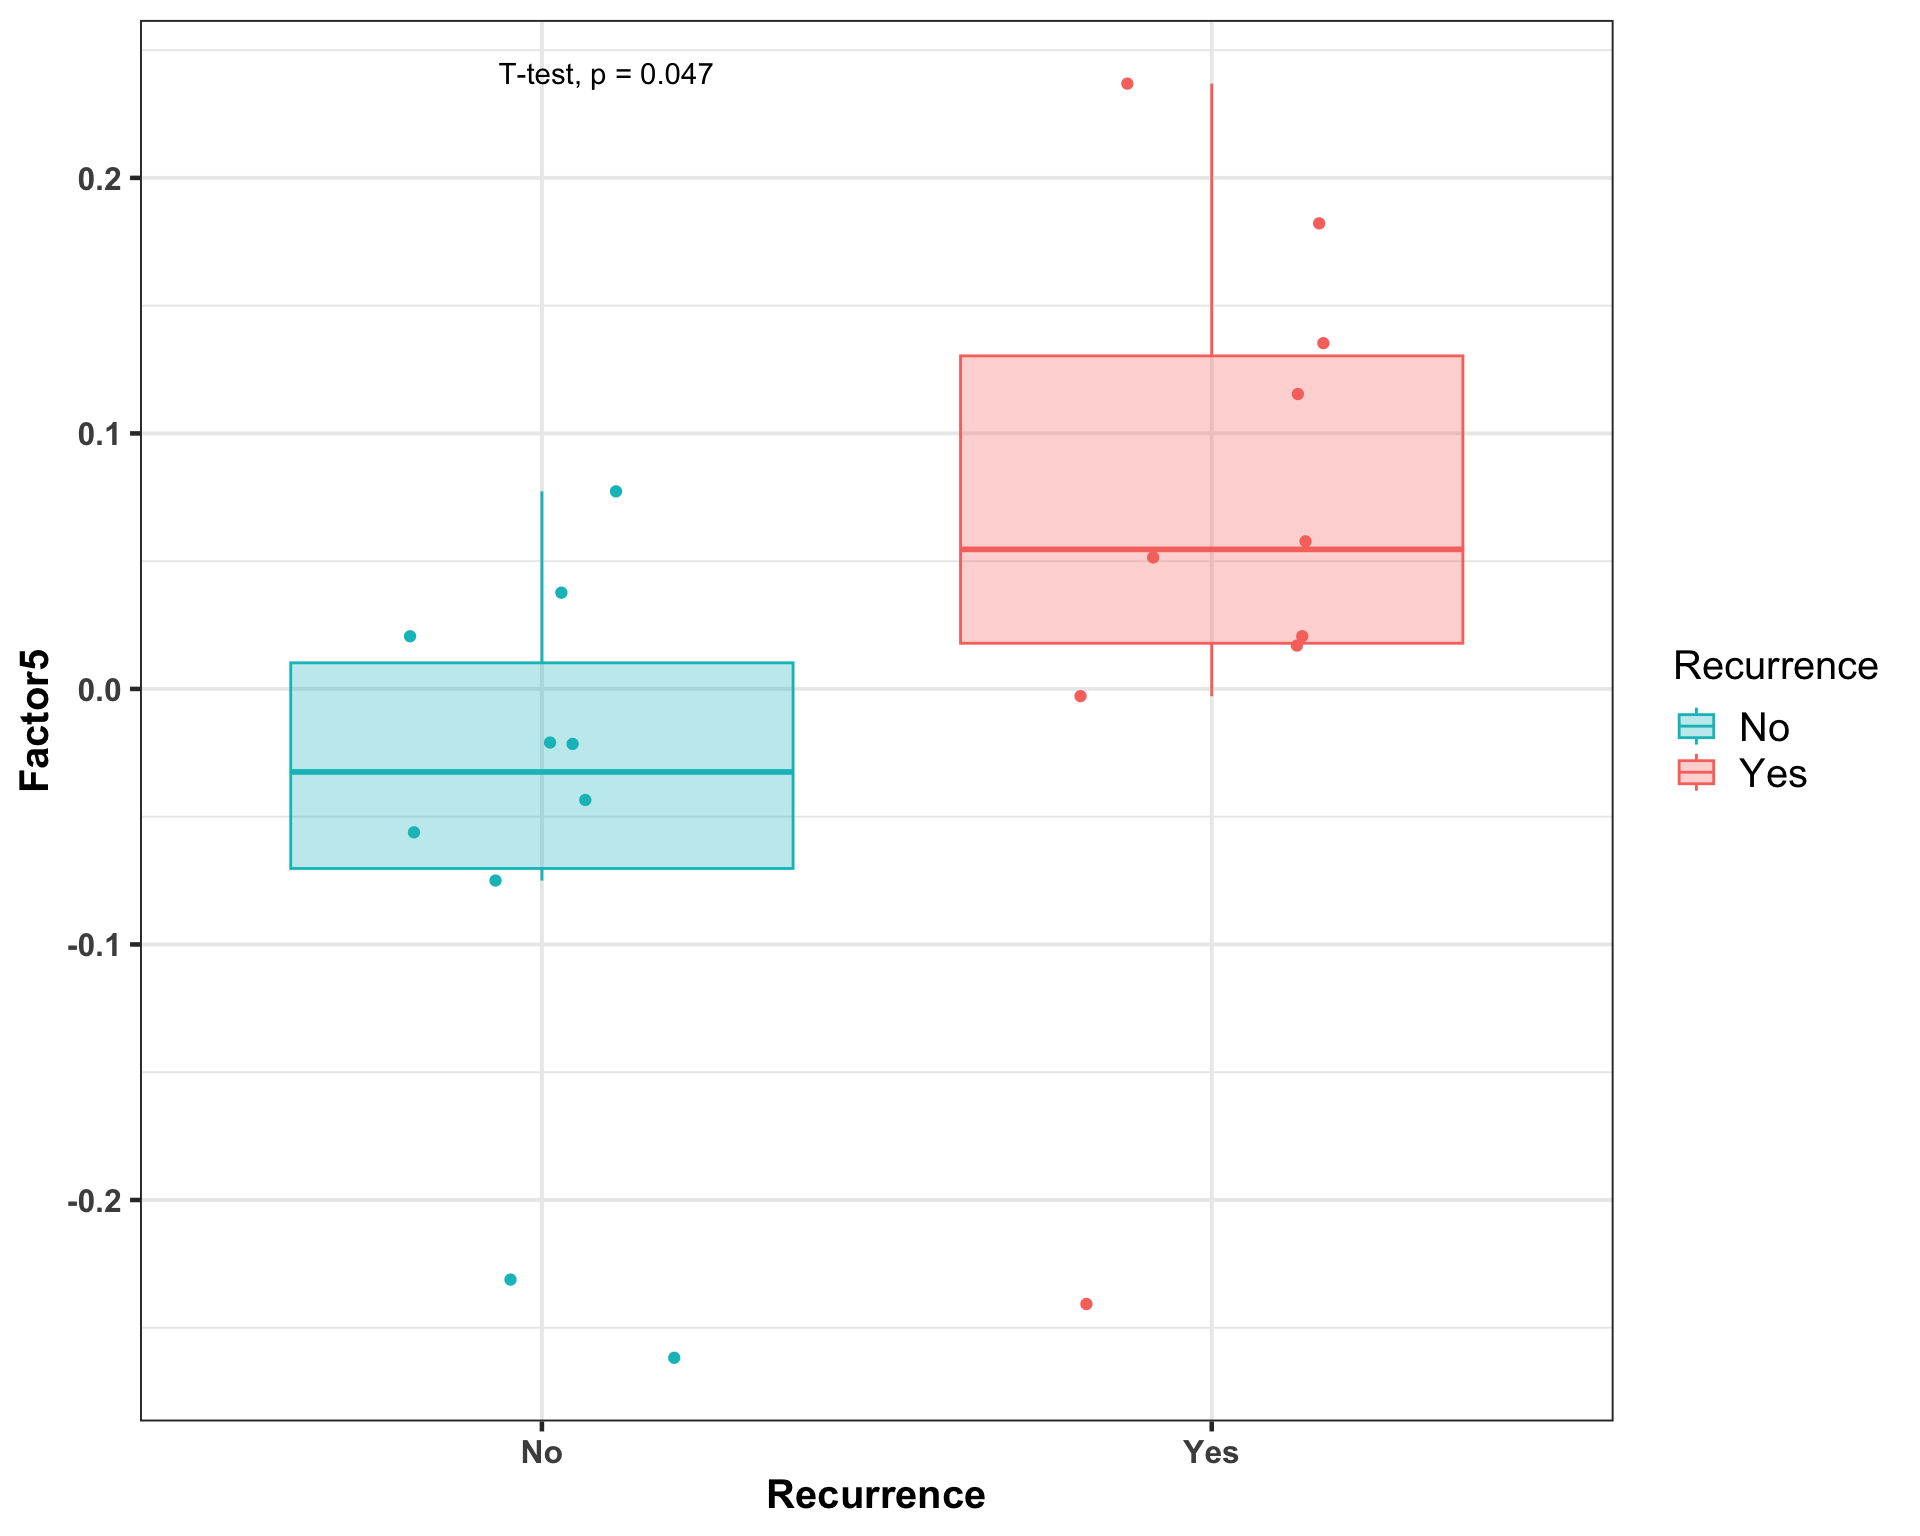 T-test, p = 0.047
0.2
0.1
0.0
-0.1
-0.2
Factor5
No
Yes
Recurrence
Recurrence
No
Yes